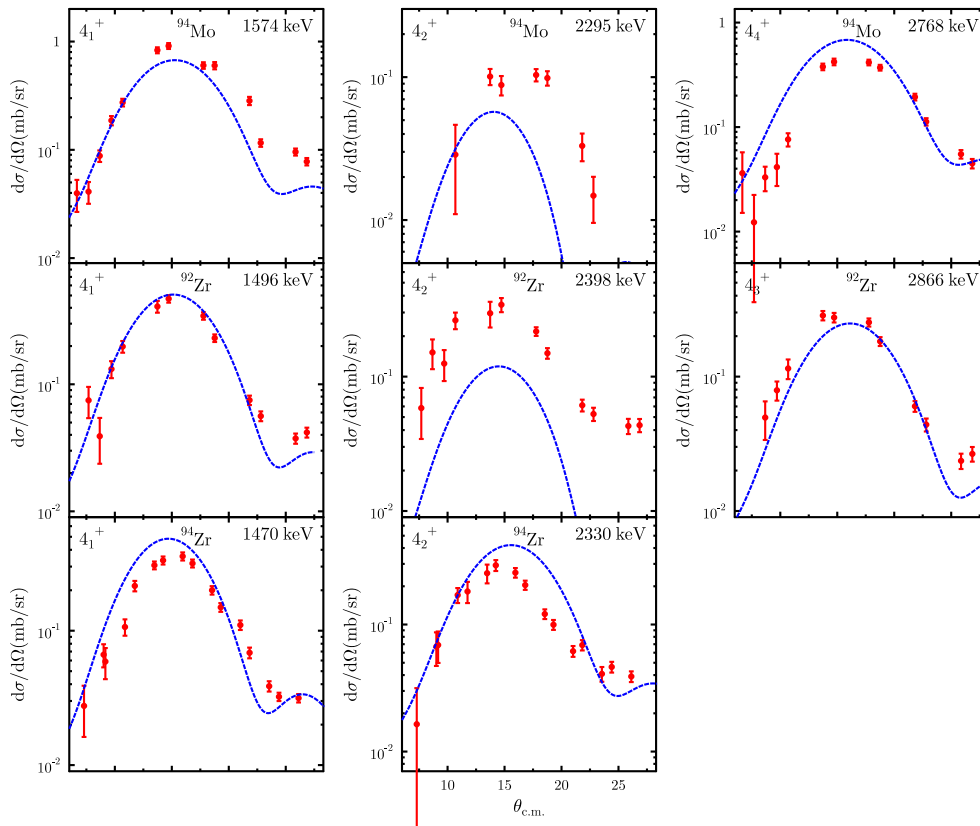 4₁⁺ ⁹⁴Mo 1574 keV
1
10⁻¹
10⁻²
dσ/dΩ(mb/sr)
4₂⁺ ⁹⁴Mo 2295 keV
10⁻¹
10⁻²
dσ/dΩ(mb/sr)
4₄⁺ ⁹⁴Mo 2768 keV
1
10⁻¹
10⁻²
dσ/dΩ(mb/sr)
4₁⁺ ⁹²Zr 1496 keV
10⁻¹
10⁻²
dσ/dΩ(mb/sr)
4₂⁺ ⁹²Zr 2398 keV
10⁻¹
10⁻²
dσ/dΩ(mb/sr)
4₃⁺ ⁹²Zr 2866 keV
10⁻¹
10⁻²
dσ/dΩ(mb/sr)
4₁⁺ ⁹⁴Zr 1470 keV
10⁻¹
10⁻²
dσ/dΩ(mb/sr)
4₂⁺ ⁹⁴Zr 2330 keV
10⁻¹
10⁻²
dσ/dΩ(mb/sr)
10 15 20 25
θc.m.